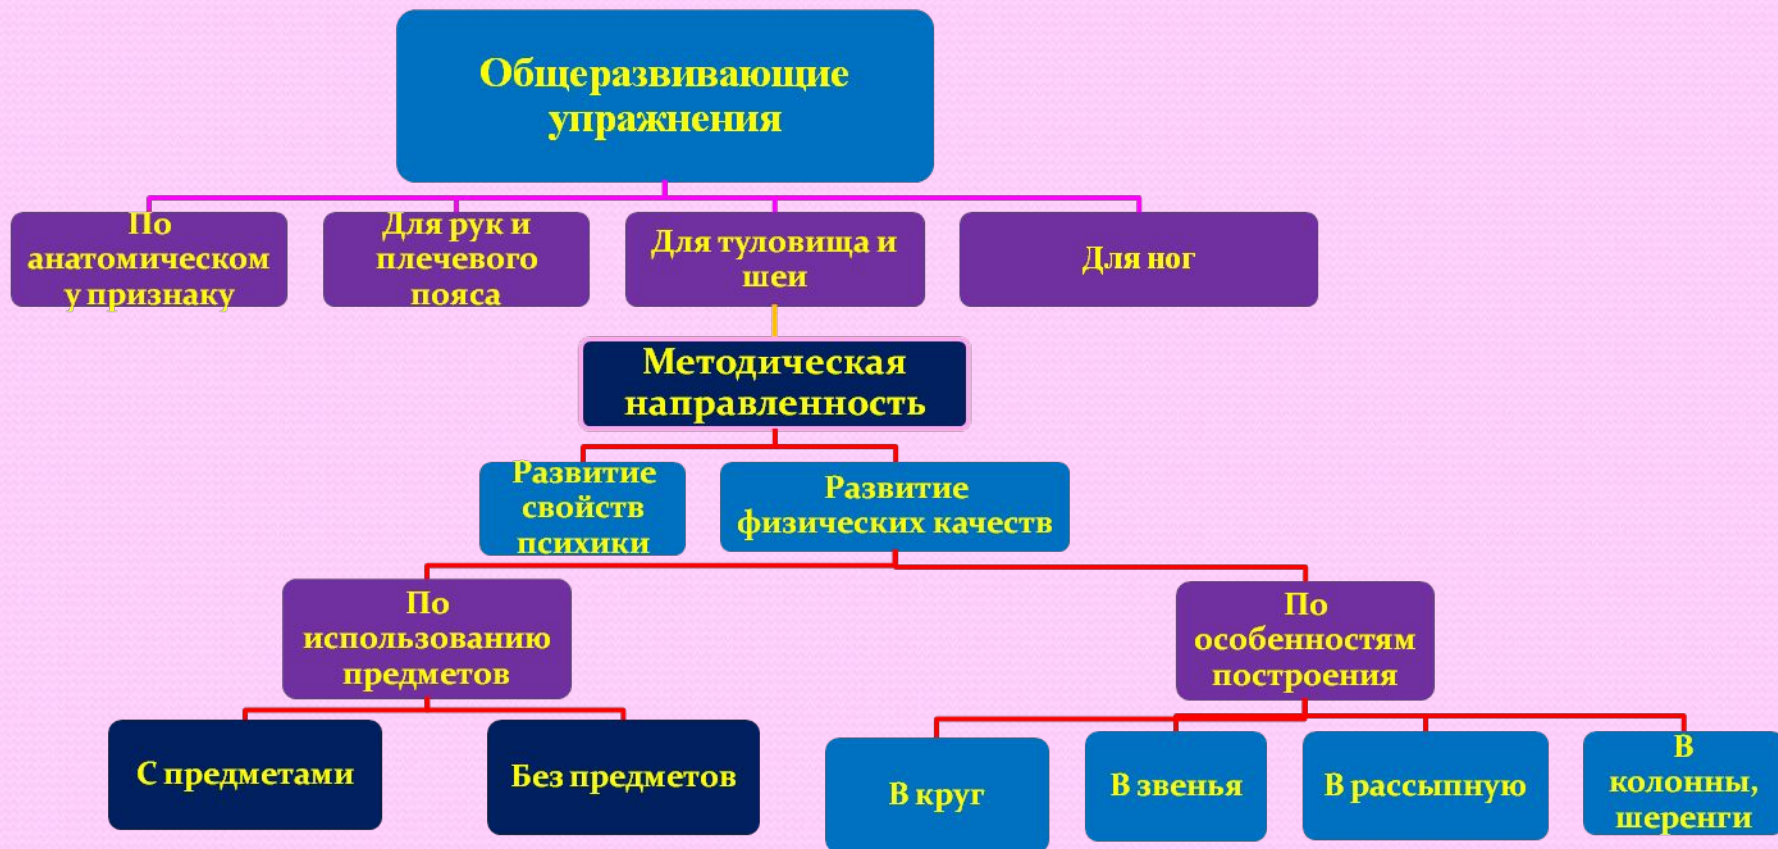 Общеразвивающие
упражнения
По
анатомическом
у признаку
Для рук и
плечевого
пояса
Для туловища и
шеи
Для ног
Методическая
направленность
Развитие
свойств
психики
Развитие
физических качеств
По
использованию
предметов
По
особенностям
построения
С предметами
Без предметов
В круг
В звенья
В рассыпную
В
колонны,
шеренги